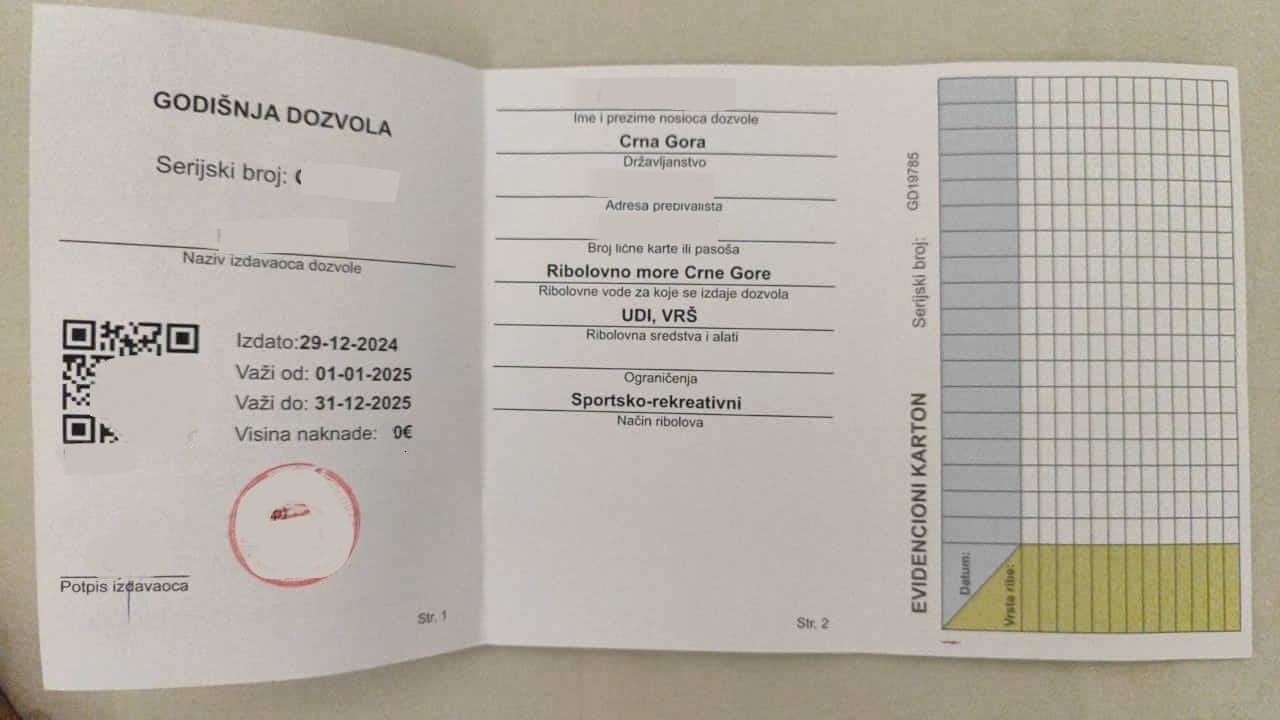 GODIŠNJA DOZVOLA
Serijski broj:
Naziv izdavaoca dozvole
Izdato:29-12-2024
Važi od: 01-01-2025
Važi do: 31-12-2025
Visina naknade: 0€
Potpis izdavaoca
Str. 1
Ime i prezime nosioca dozvole
Crna Gora
Državljanstvo
Adresa prebivališta
Broj lične karte ili pasoša
Ribolovno more Crne Gore
Ribolovne vode za koje se izdaje dozvola
UDI, VRŠ
Ribolovna sredstva i alati
Ograničenja
Sportsko-rekreativni
Način ribolova
Str. 2
EVIDENCIONI KARTON
Serijski broj: GD19785
Datum:
Vrsta ribe: